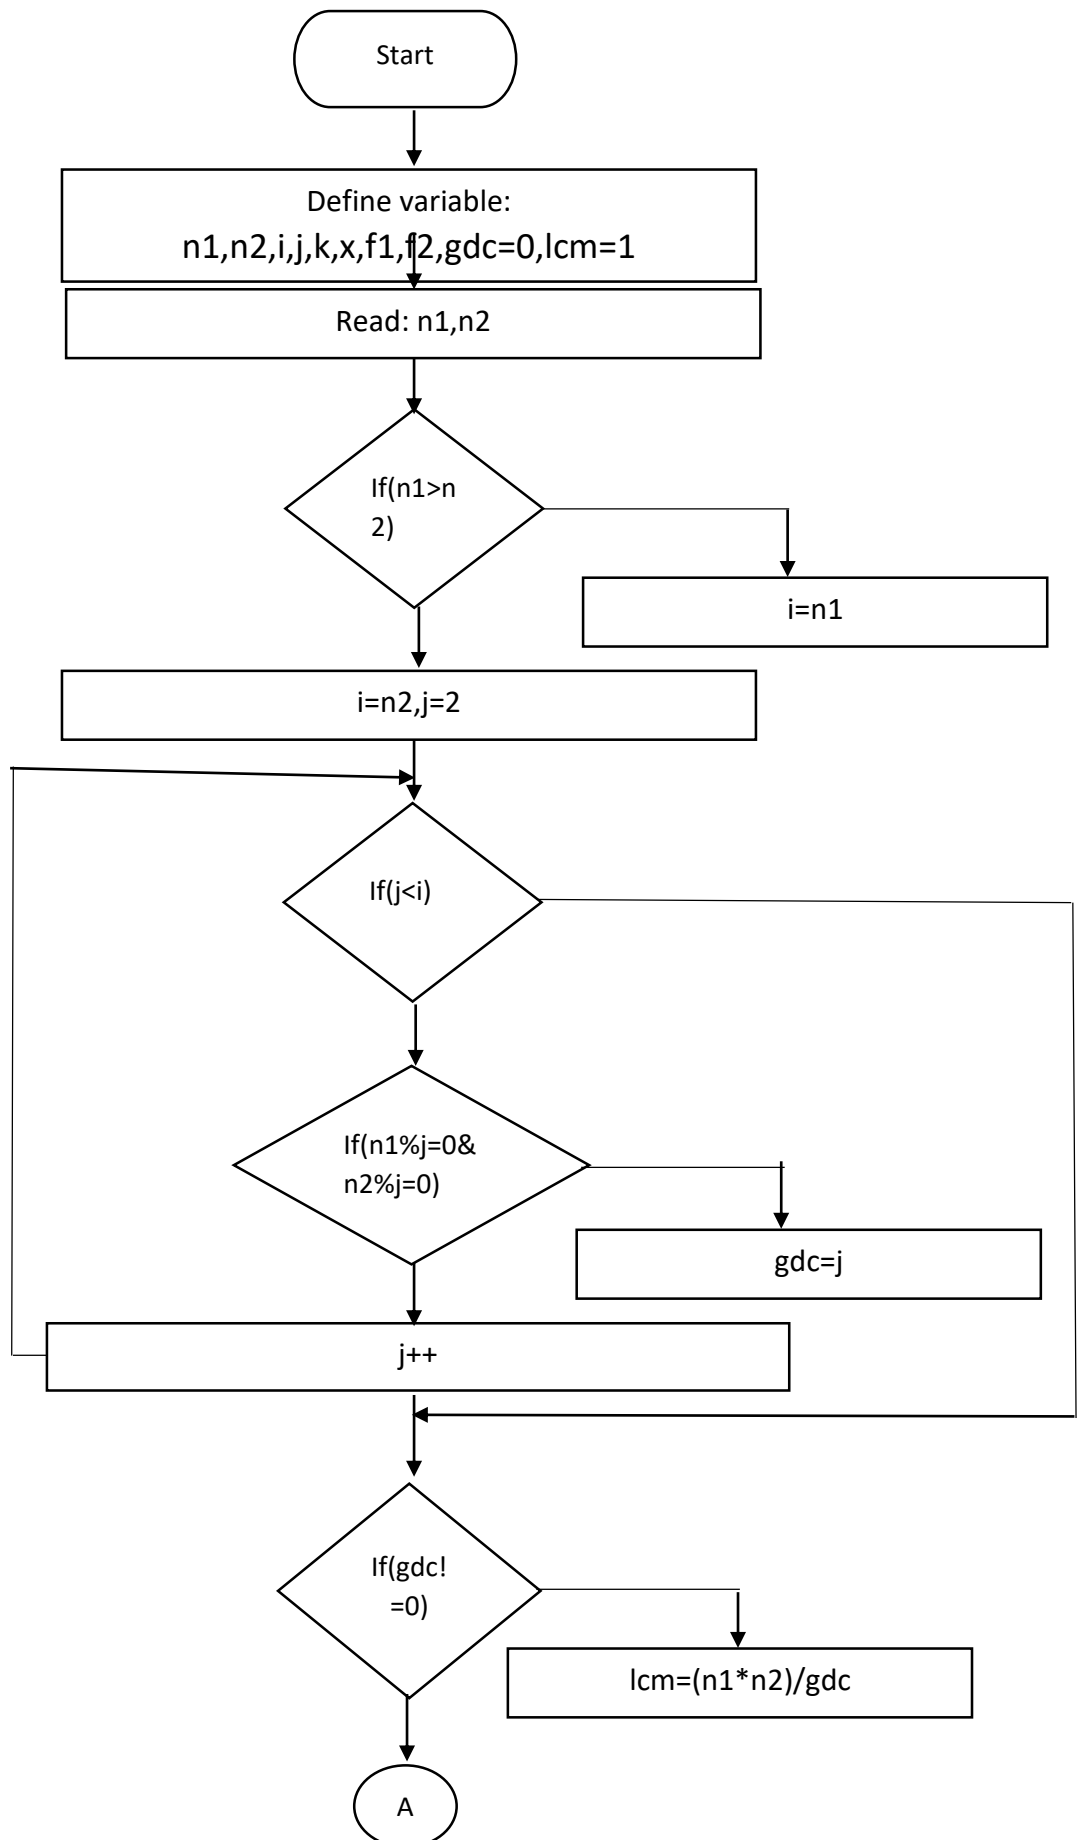 Start
Define variable:
n1,n2,i,j,k,x,f1,f2,gdc=0,lcm=1
Read: n1,n2
If(n1>n
2)
i=n1
i=n2,j=2
If(j<i)
If(n1%j=0&
n2%j=0)
gdc=j
j++
If(gdc!
=0)
lcm=(n1*n2)/gdc
A